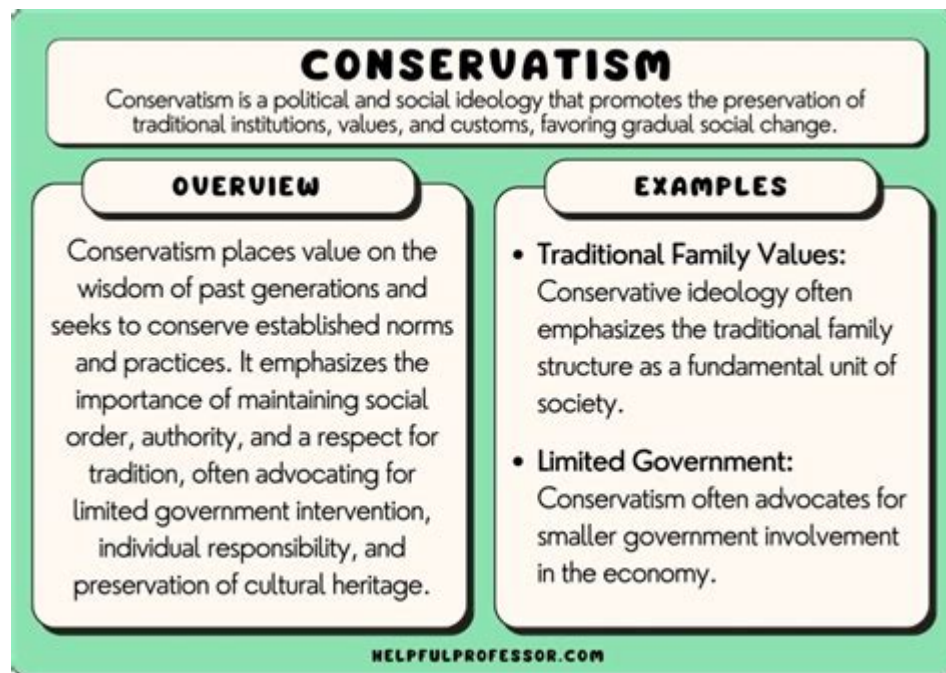 CONSERVATISM
Conservatism is a political and social ideology that promotes the preservation of
traditional institutions, values, and customs, favoring gradual social change.
OVERVIEW
Conservatism places value on the
wisdom of past generations and
seeks to conserve established norms
and practices. It emphasizes the
importance of maintaining social
order, authority, and a respect for
tradition, often advocating for
limited government intervention,
individual responsibility, and
preservation of cultural heritage.
EXAMPLES
• Traditional Family Values:
Conservative ideology often
emphasizes the traditional family
structure as a fundamental unit of
society.
• Limited Government:
Conservatism often advocates for
smaller government involvement
in the economy.
HELPFULPROFESSOR.COM